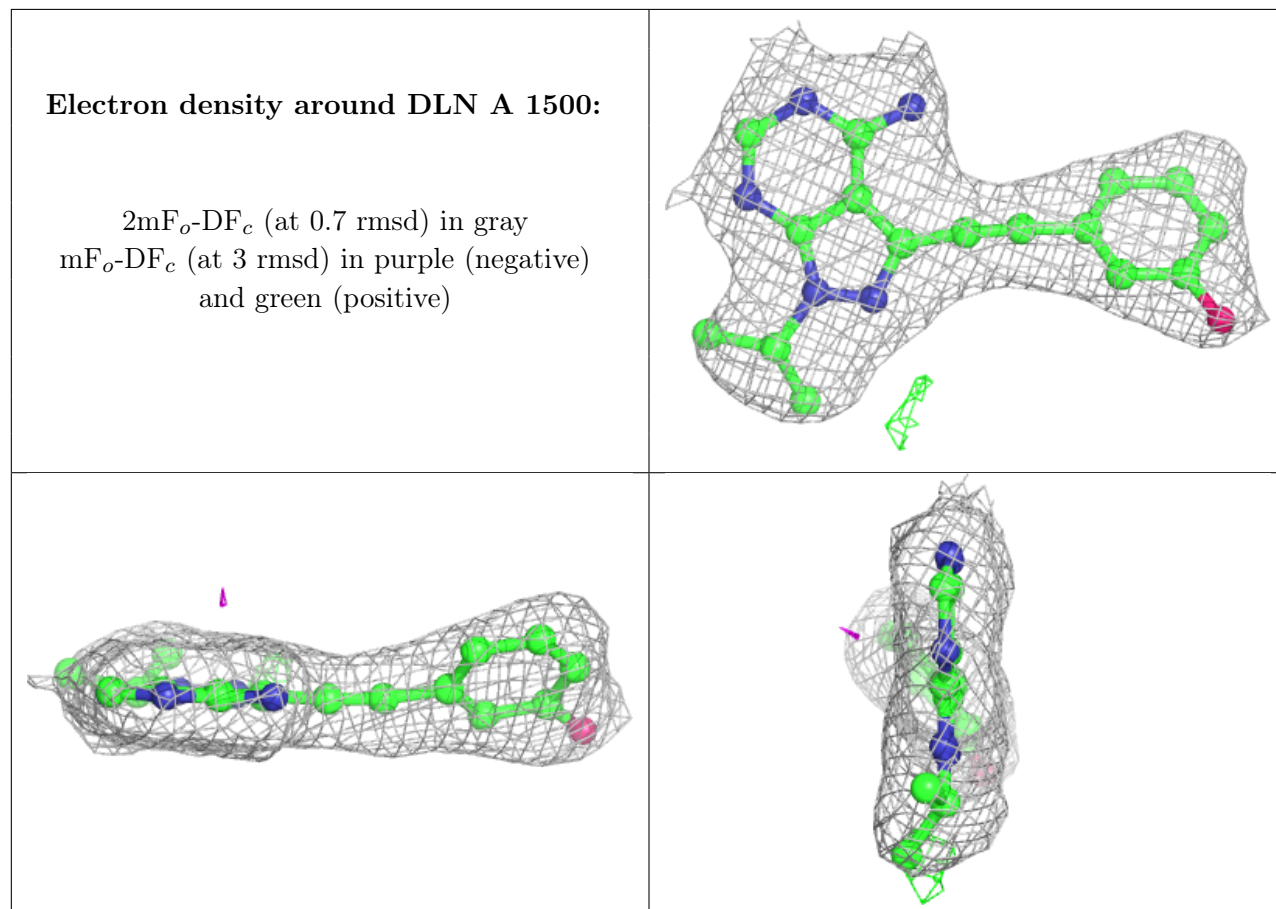 Electron density around DLN A 1500:
2mFₒ-DF𝒸 (at 0.7 rmsd) in gray
mFₒ-DF𝒸 (at 3 rmsd) in purple (negative)
and green (positive)